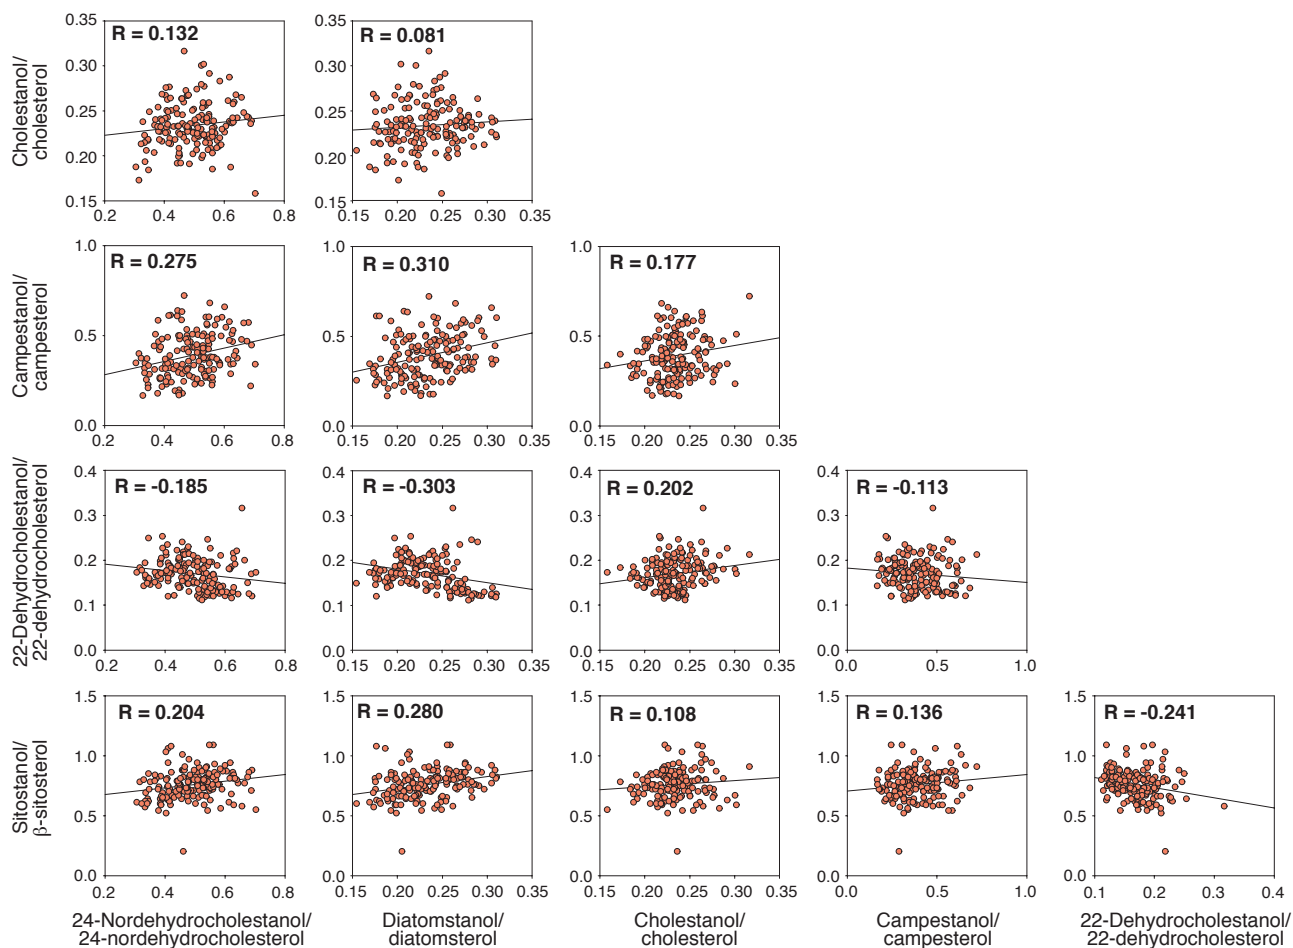 R = 0.132
R = 0.081
0.35
0.30
0.25
0.20
0.15
0.2 0.4 0.6 0.8
0.15 0.20 0.25 0.30 0.35
Cholestanol/
cholesterol
R = 0.275
R = 0.310
R = 0.177
1.0
0.5
0.0
0.2 0.4 0.6 0.8
1.0
0.5
0.0
0.15 0.20 0.25 0.30 0.35
1.0
0.5
0.0
0.15 0.20 0.25 0.30 0.35
Campestanol/
campesterol
R = -0.185
R = -0.303
R = 0.202
R = -0.113
0.4
0.3
0.2
0.1
0.0
0.2 0.4 0.6 0.8
0.4
0.3
0.2
0.1
0.0
0.15 0.20 0.25 0.30 0.35
0.4
0.3
0.2
0.1
0.0
0.15 0.20 0.25 0.30 0.35
0.4
0.3
0.2
0.1
0.0
0.0 0.5 1.0
22-Dehydrocholestanol/
22-dehydrocholesterol
R = 0.204
R = 0.280
R = 0.108
R = 0.136
R = -0.241
1.5
1.0
0.5
0.0
0.2 0.4 0.6 0.8
1.5
1.0
0.5
0.0
0.15 0.20 0.25 0.30 0.35
1.5
1.0
0.5
0.0
0.15 0.20 0.25 0.30 0.35
1.5
1.0
0.5
0.0
0.0 0.5 1.0
1.5
1.0
0.5
0.0
0.1 0.2 0.3 0.4
Sitostanol/
β-sitosterol
24-Nordehydrocholestanol/
24-nordehydrocholesterol
Diatomstanol/
diatomsterol
Cholestanol/
cholesterol
Campestanol/
campesterol
22-Dehydrocholestanol/
22-dehydrocholesterol